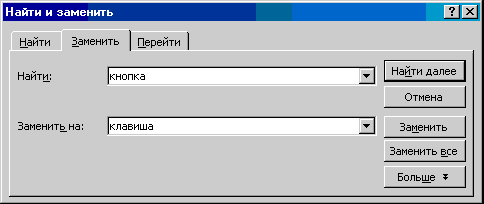 Найти и заменить
Найти Заменить Перейти
Найти: кнопка
Найти далее
Отмена
Заменить на: клавиша
Заменить
Заменить все
Больше